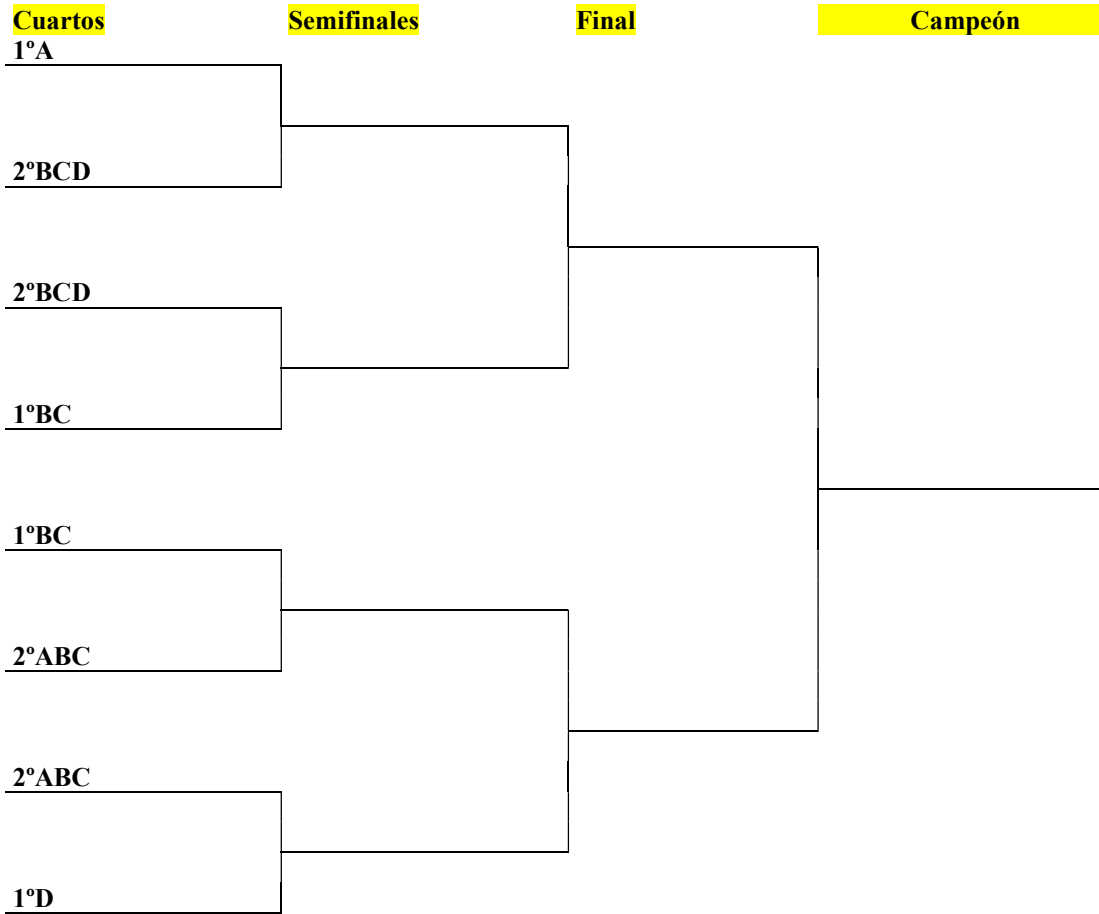 Cuartos Semifinales Final Campeón
1ºA
2ºBCD
2ºBCD
1ºBC
1ºBC
2ºABC
2ºABC
1ºD